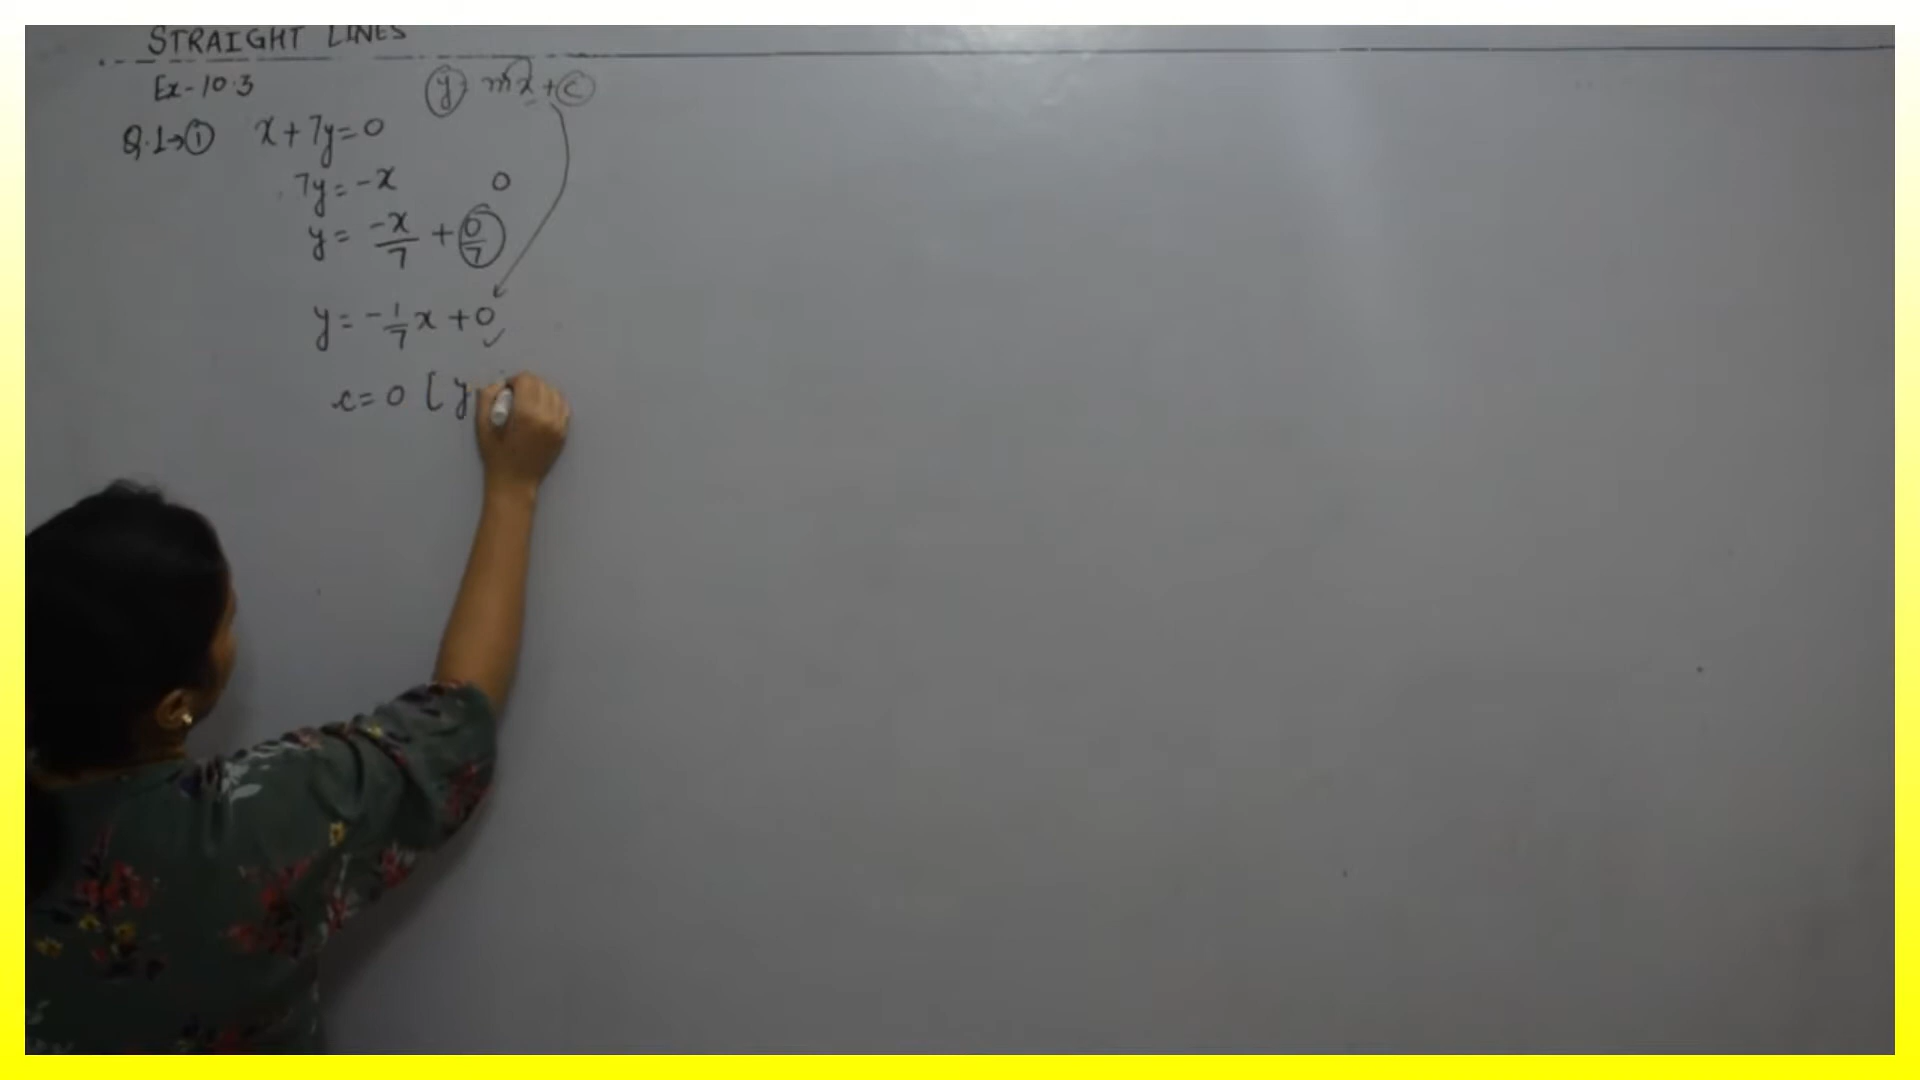 STRAIGHT LINES
Ex-10.3
y = mx + c
Q.1→① x + 7y = 0
7y = -x 0
y = -x/7 + 0/7
y = -1/7 x + 0
c = 0 [ y